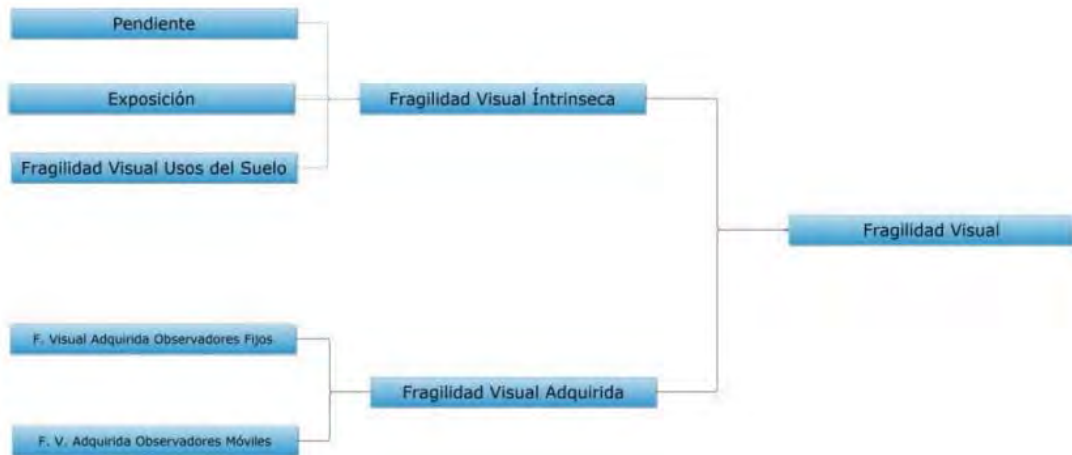 Pendiente
Exposición
Fragilidad Visual Íntrinseca
Fragilidad Visual Usos del Suelo
Fragilidad Visual
F. Visual Adquirida Observadores Fijos
Fragilidad Visual Adquirida
F. V. Adquirida Observadores Móviles